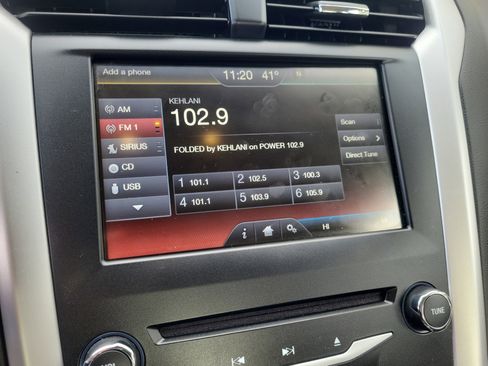 Add a phone
11:20 41° N
AM
FM 1
SIRIUS
CD
USB
KEHLANI
102.9
FOLDED by KEHLANI on POWER 102.9
1 101.1 2 102.5 3 100.3
4 101.1 5 103.9 6 105.9
Scan
Options
Direct Tune
i HI
TUNE